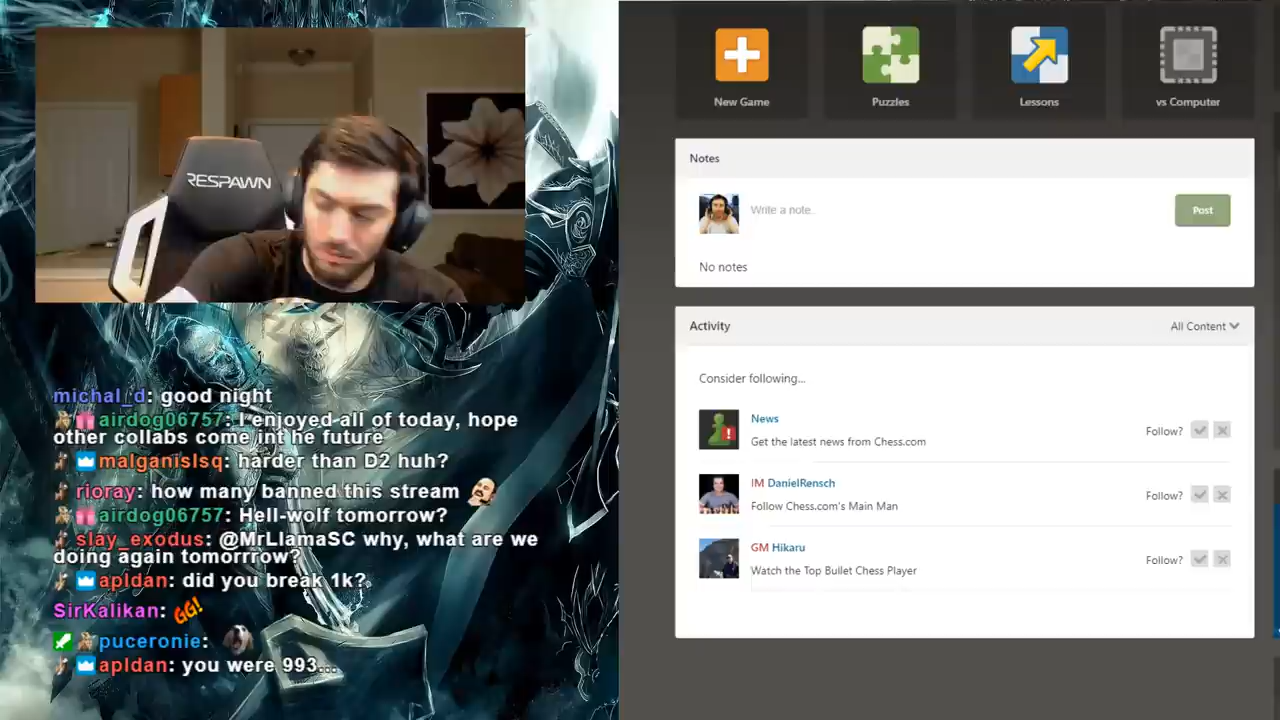 RESPAWN
michal_d: good night
airdog06757: I enjoyed all of today, hope
other collabs come int he future
malganislsq: harder than D2 huh?
rioray: how many banned this stream
airdog06757: Hell-wolf tomorrow?
slay_exodus: @MrLlamaSC why, what are we
doing again tomorrow?
apldan: did you break 1k?
SirKalikan: GG!
puceronie:
apldan: you were 993...
New Game
Puzzles
Lessons
vs Computer
Notes
Write a note.
Post
No notes
Activity
All Content
Consider following...
News
Get the latest news from Chess.com
Follow?
IM DanielRensch
Follow Chess.com's Main Man
Follow?
GM Hikaru
Watch the Top Bullet Chess Player
Follow?